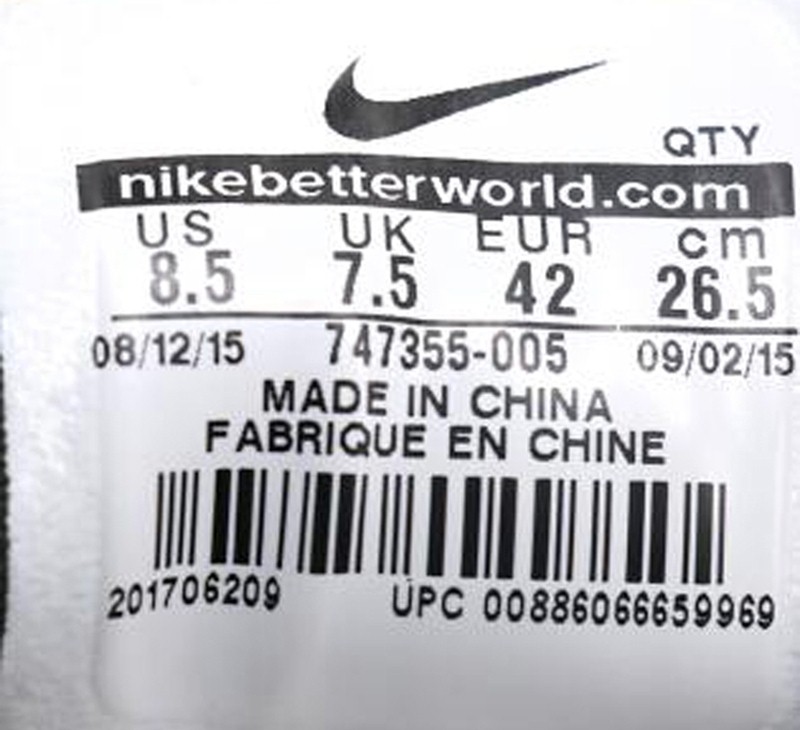 QTY
nikebetterworld.com
US UK EUR cm
8.5 7.5 42 26.5
08/12/15 747355-005 09/02/15
MADE IN CHINA
FABRIQUE EN CHINE
201706209 UPC 00886066659969